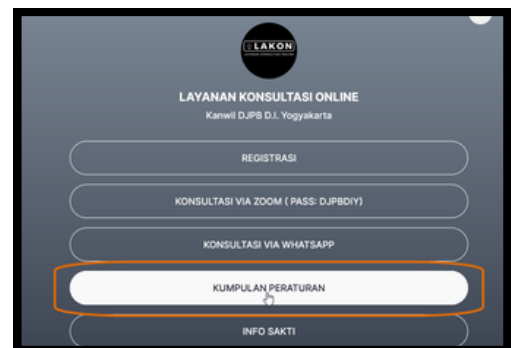 LAKON
LAYANAN KONSULTASI ONLINE
Kanwil DJPB D.I. Yogyakarta
REGISTRASI
KONSULTASI VIA ZOOM ( PASS: DJPBDIY)
KONSULTASI VIA WHATSAPP
KUMPULAN PERATURAN
INFO SAKTI